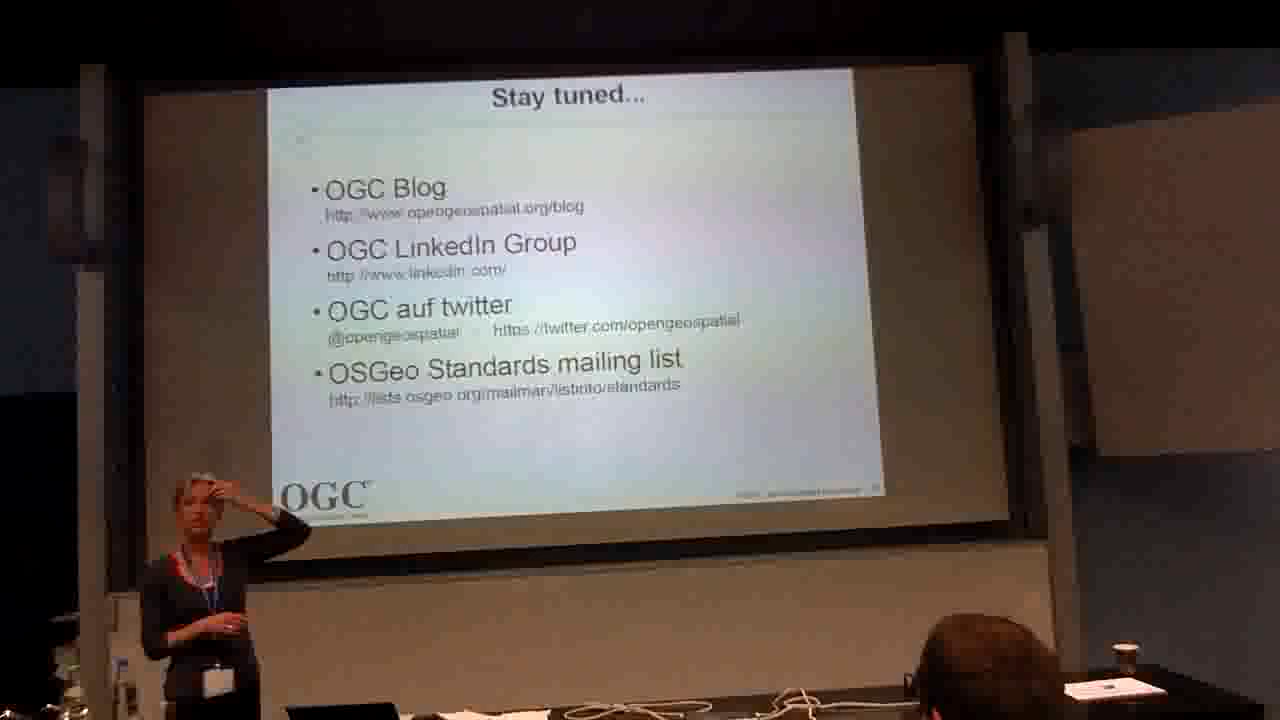 Stay tuned...
• OGC Blog
http://www.opengeospatial.org/blog
• OGC LinkedIn Group
http://www.linkedin.com/
• OGC auf twitter
@opengeospatial https://twitter.com/opengeospatial
• OSGeo Standards mailing list
http://lists.osgeo.org/mailman/listinfo/standards
OGC®